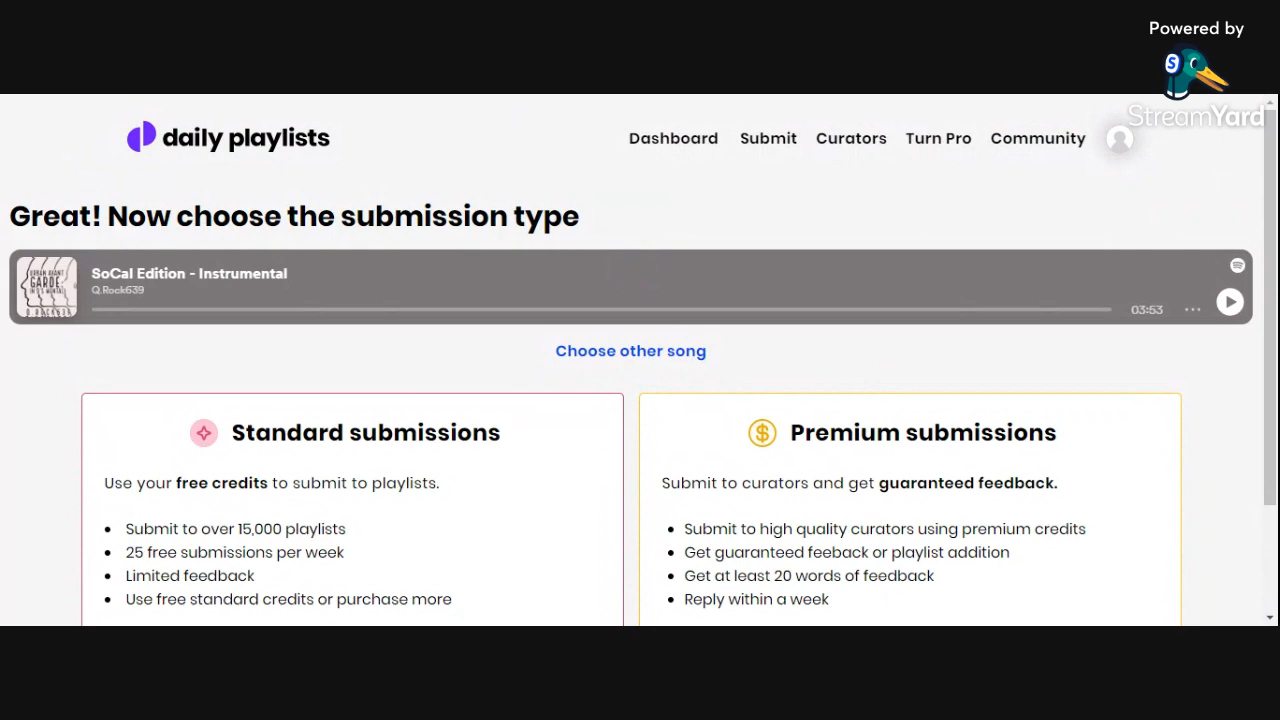 Powered by
S
StreamYard
daily playlists
Dashboard Submit Curators Turn Pro Community
Great! Now choose the submission type
URBAN AVANT
GARDE
SoCal Edition - Instrumental
Q Rock639
03:53
Choose other song
Standard submissions
Use your free credits to submit to playlists.
Submit to over 15,000 playlists
25 free submissions per week
Limited feedback
Use free standard credits or purchase more
Premium submissions
Submit to curators and get guaranteed feedback.
Submit to high quality curators using premium credits
Get guaranteed feeback or playlist addition
Get at least 20 words of feedback
Reply within a week